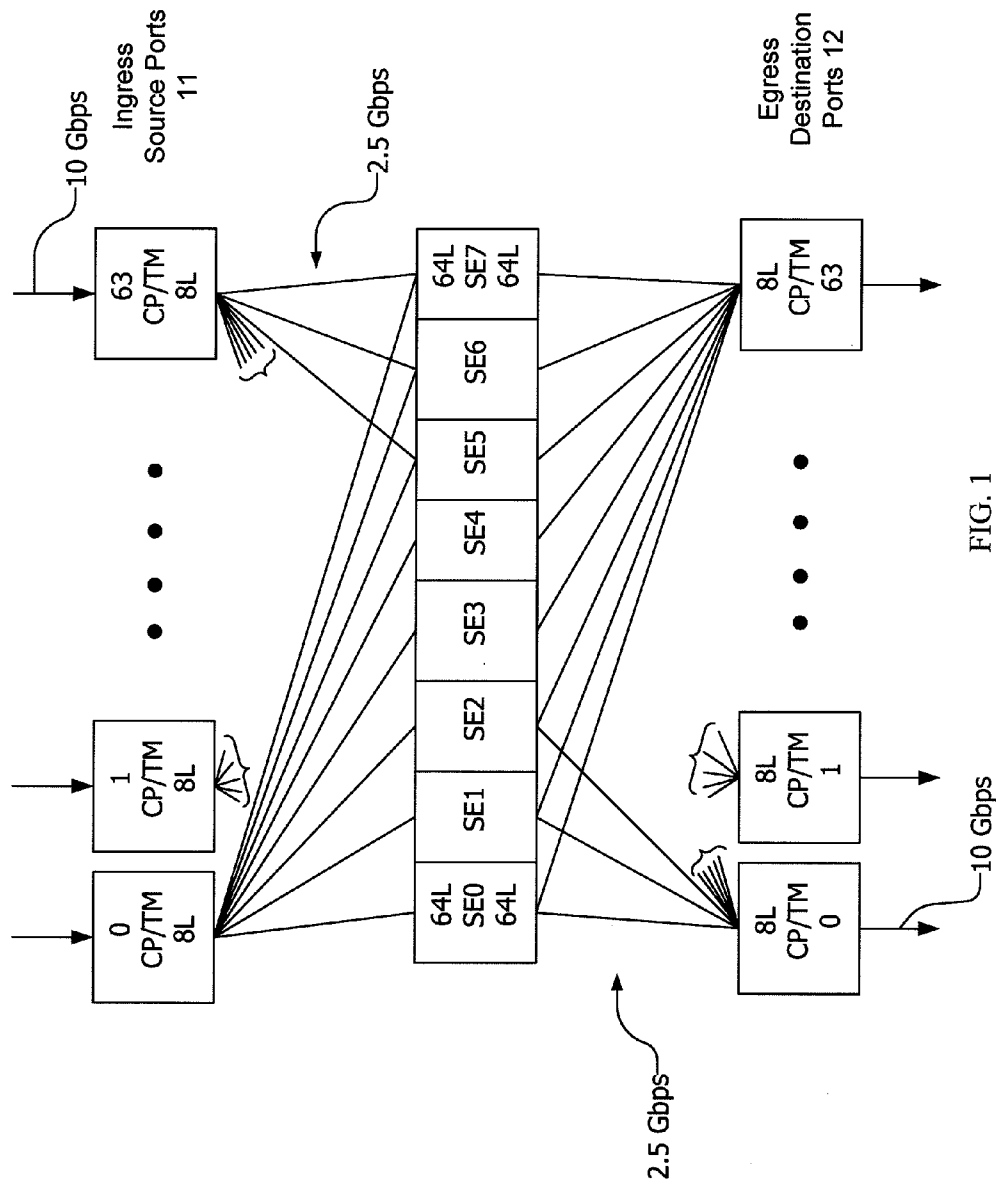 10 Gbps
Ingress
Source Ports
11
0
CP/TM
8L
1
CP/TM
8L
63
CP/TM
8L
2.5 Gbps
64L
SE0
64L
SE1
SE2
SE3
SE4
SE5
SE6
64L
SE7
64L
2.5 Gbps
8L
CP/TM
0
8L
CP/TM
1
8L
CP/TM
63
Egress
Destination
Ports 12
10 Gbps
FIG. 1